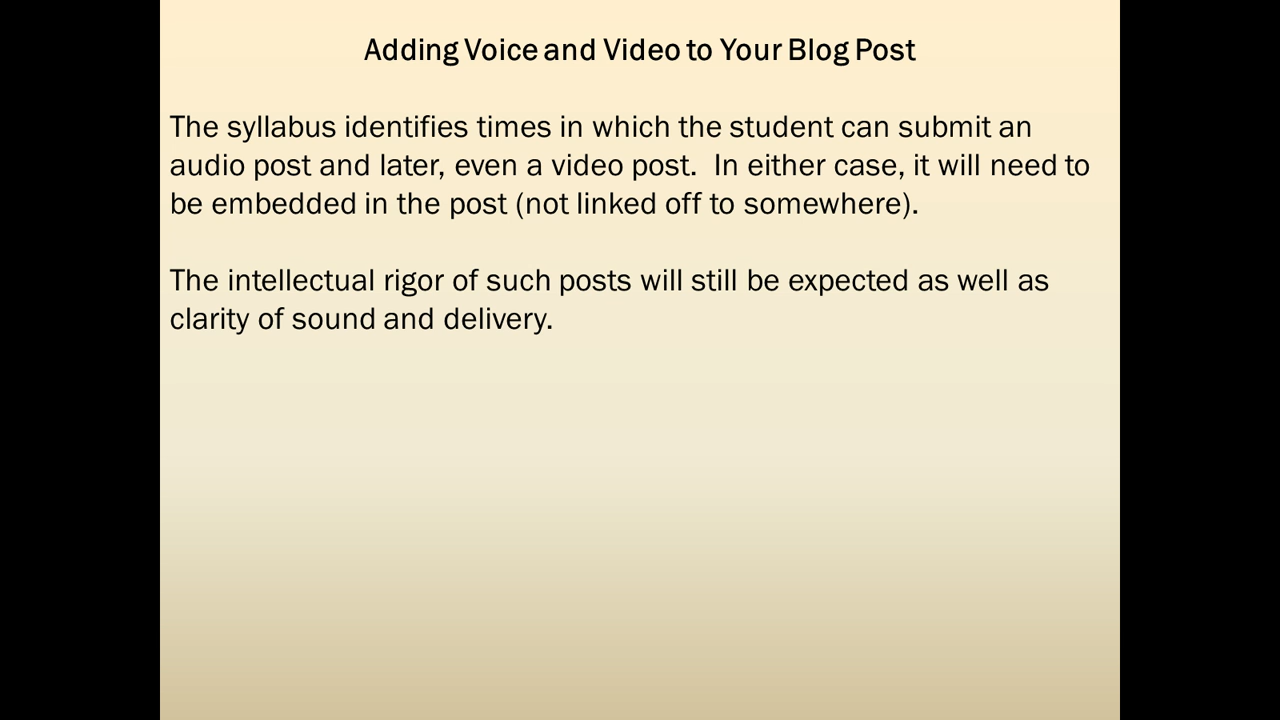 Adding Voice and Video to Your Blog Post
The syllabus identifies times in which the student can submit an
audio post and later, even a video post.  In either case, it will need to
be embedded in the post (not linked off to somewhere).
The intellectual rigor of such posts will still be expected as well as
clarity of sound and delivery.